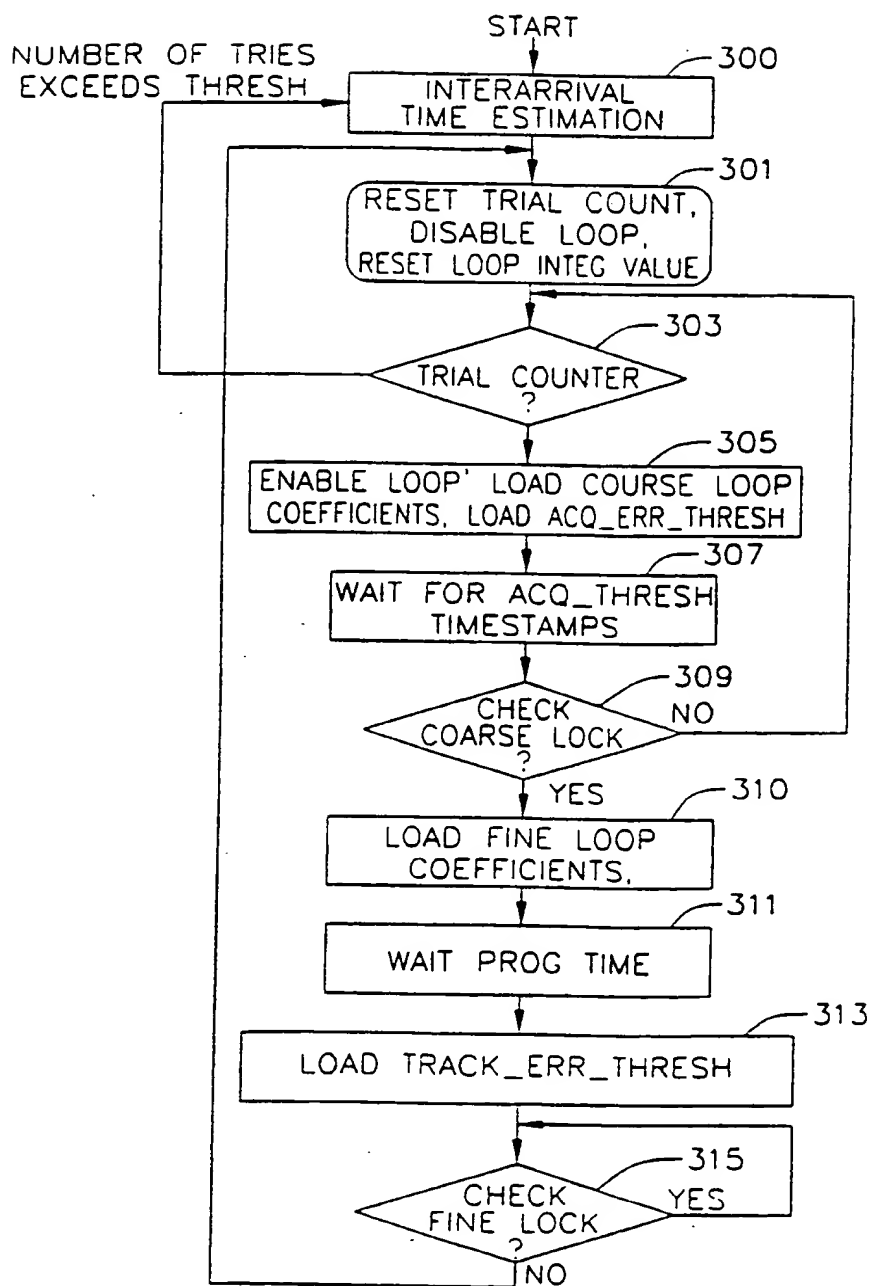 START
NUMBER OF TRIES
EXCEEDS THRESH
300
INTERARRIVAL
TIME ESTIMATION
301
RESET TRIAL COUNT,
DISABLE LOOP,
RESET LOOP INTEG VALUE
303
TRIAL COUNTER
?
305
ENABLE LOOP' LOAD COURSE LOOP
COEFFICIENTS, LOAD ACQ_ERR_THRESH
307
WAIT FOR ACQ_THRESH
TIMESTAMPS
309
CHECK
COARSE LOCK
?
NO
YES
310
LOAD FINE LOOP
COEFFICIENTS,
311
WAIT PROG TIME
313
LOAD TRACK_ERR_THRESH
315
CHECK
FINE LOCK
?
YES
NO